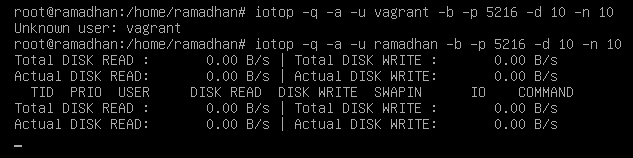 root@ramadhan:/home/ramadhan# iotop -q -a -u vagrant -b -p 5216 -d 10 -n 10
Unknown user: vagrant
root@ramadhan:/home/ramadhan# iotop -q -a -u ramadhan -b -p 5216 -d 10 -n 10
Total DISK READ :       0.00 B/s | Total DISK WRITE :       0.00 B/s
Actual DISK READ:       0.00 B/s | Actual DISK WRITE:       0.00 B/s
TID  PRIO  USER     DISK READ  DISK WRITE  SWAPIN      IO    COMMAND
Total DISK READ :       0.00 B/s | Total DISK WRITE :       0.00 B/s
Actual DISK READ:       0.00 B/s | Actual DISK WRITE:       0.00 B/s